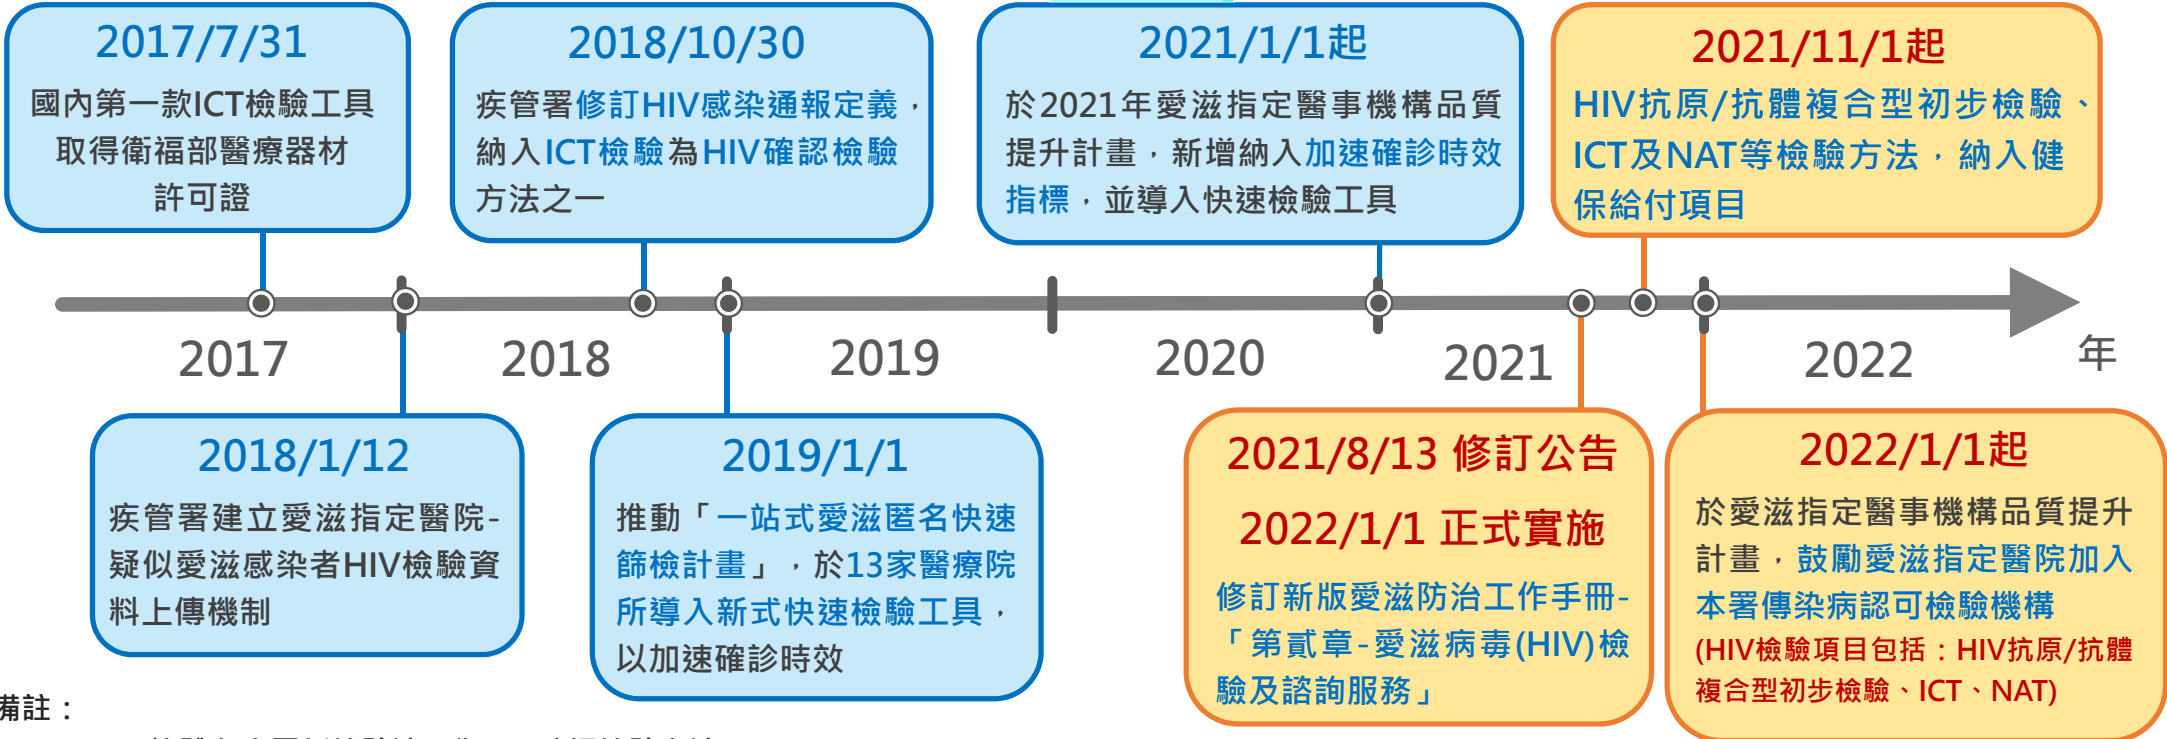 2017/7/31
國內第一款ICT檢驗工具
取得衛福部醫療器材
許可證
2018/10/30
疾管署修訂HIV感染通報定義，
納入ICT檢驗為HIV確認檢驗
方法之一
2021/1/1起
於2021年愛滋指定醫事機構品質
提升計畫，新增納入加速確診時效
指標，並導入快速檢驗工具
2021/11/1起
HIV抗原/抗體複合型初步檢驗、
ICT及NAT等檢驗方法，納入健
保給付項目
2017
2018
2019
2020
2021
2022
年
2018/1/12
疾管署建立愛滋指定醫院-
疑似愛滋感染者HIV檢驗資
料上傳機制
2019/1/1
推動「一站式愛滋匿名快速
篩檢計畫」，於13家醫療院
所導入新式快速檢驗工具，
以加速確診時效
2021/8/13 修訂公告
2022/1/1 正式實施
修訂新版愛滋防治工作手冊-
「第貳章-愛滋病毒(HIV)檢
驗及諮詢服務」
2022/1/1起
於愛滋指定醫事機構品質提升
計畫，鼓勵愛滋指定醫院加入
本署傳染病認可檢驗機構
(HIV檢驗項目包括：HIV抗原/抗體
複合型初步檢驗、ICT、NAT)
備註：